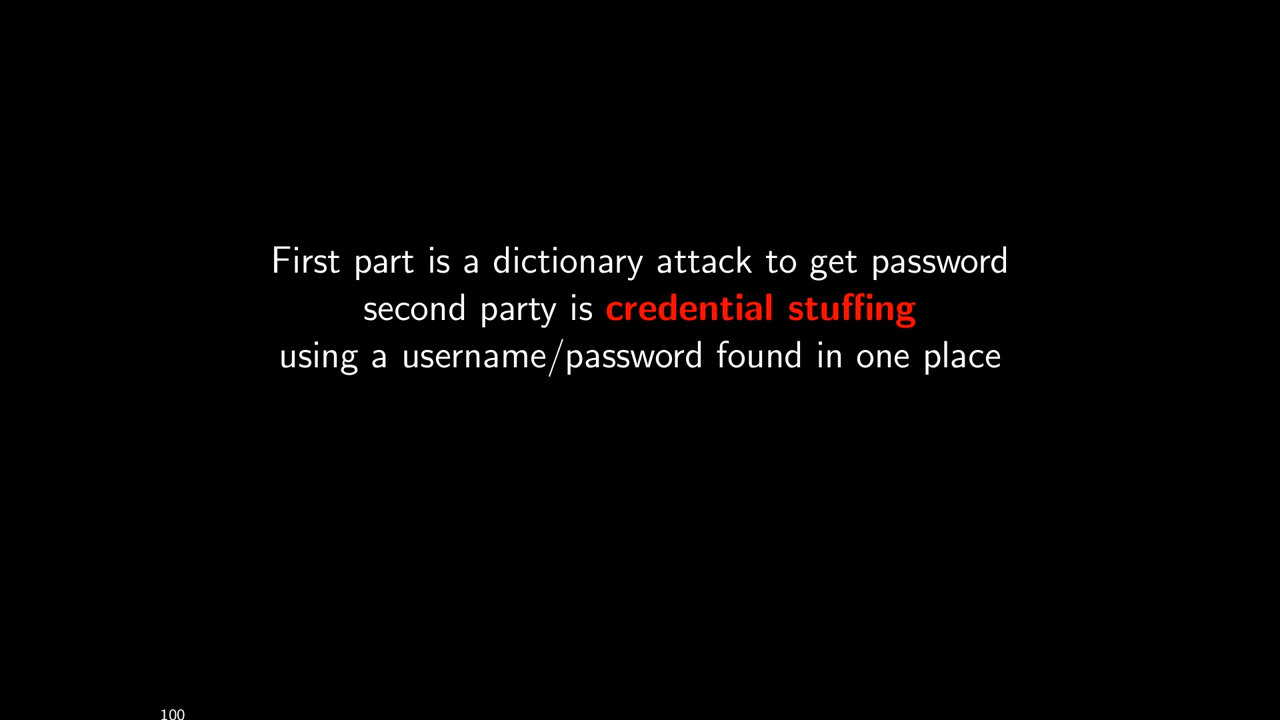 First part is a dictionary attack to get password
second party is credential stuffing
using a username/password found in one place
100